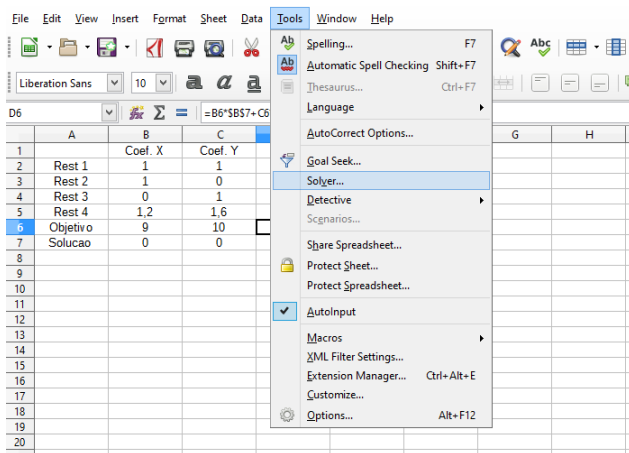 File Edit View Insert Format Sheet Data Tools Window Help
Liberation Sans 10 a a a
D6 =B6*$B$7+C6
Spelling... F7
Automatic Spell Checking Shift+F7
Thesaurus... Ctrl+F7
Language
AutoCorrect Options...
Goal Seek...
Solver...
Detective
Scenarios...
Share Spreadsheet...
Protect Sheet...
Protect Spreadsheet...
AutoInput
Macros
XML Filter Settings...
Extension Manager... Ctrl+Alt+E
Customize...
Options... Alt+F12
Abc
A B C G H
1 Coef. X Coef. Y
2 Rest 1 1 1
3 Rest 2 1 0
4 Rest 3 0 1
5 Rest 4 1,2 1,6
6 Objetivo 9 10
7 Solucao 0 0
8
9
10
11
12
13
14
15
16
17
18
19
20